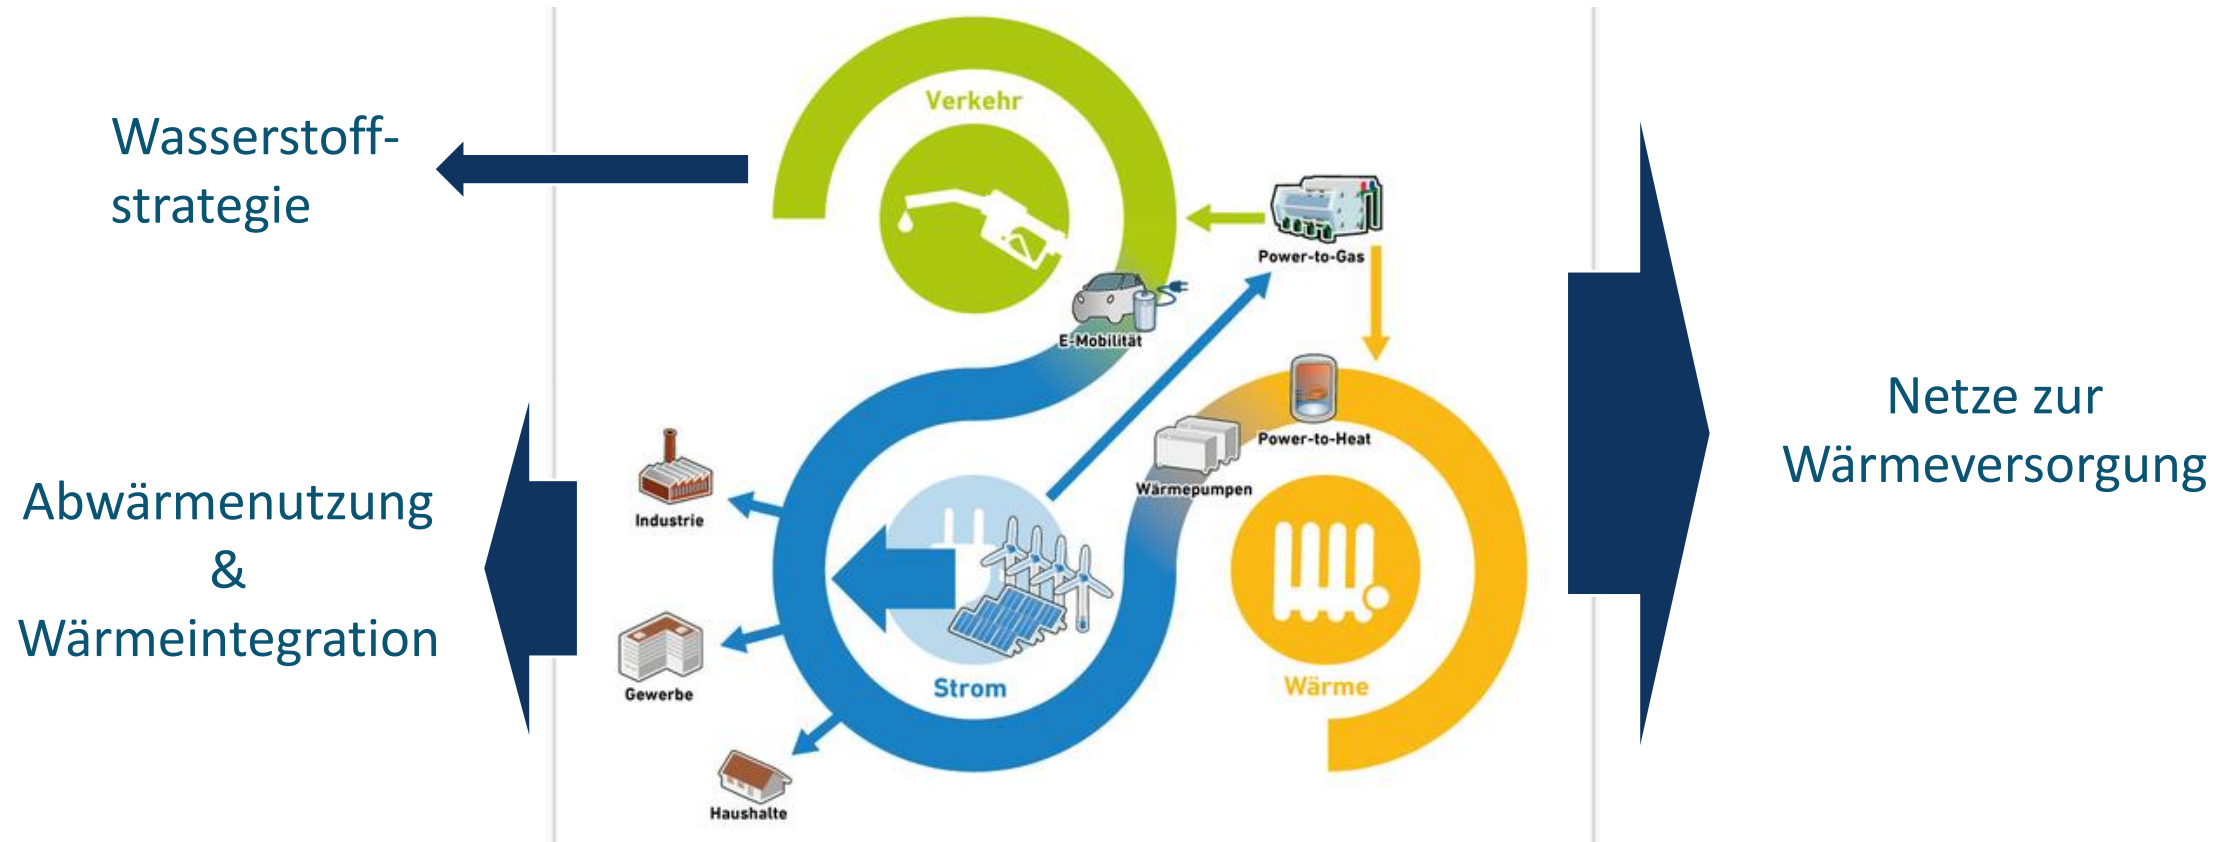 Wasserstoff-
strategie
Abwärmenutzung
&
Wärmeintegration
Verkehr
Power-to-Gas
E-Mobilität
Power-to-Heat
Wärmepumpen
Industrie
Gewerbe
Strom
Wärme
Haushalte
Netze zur
Wärmeversorgung